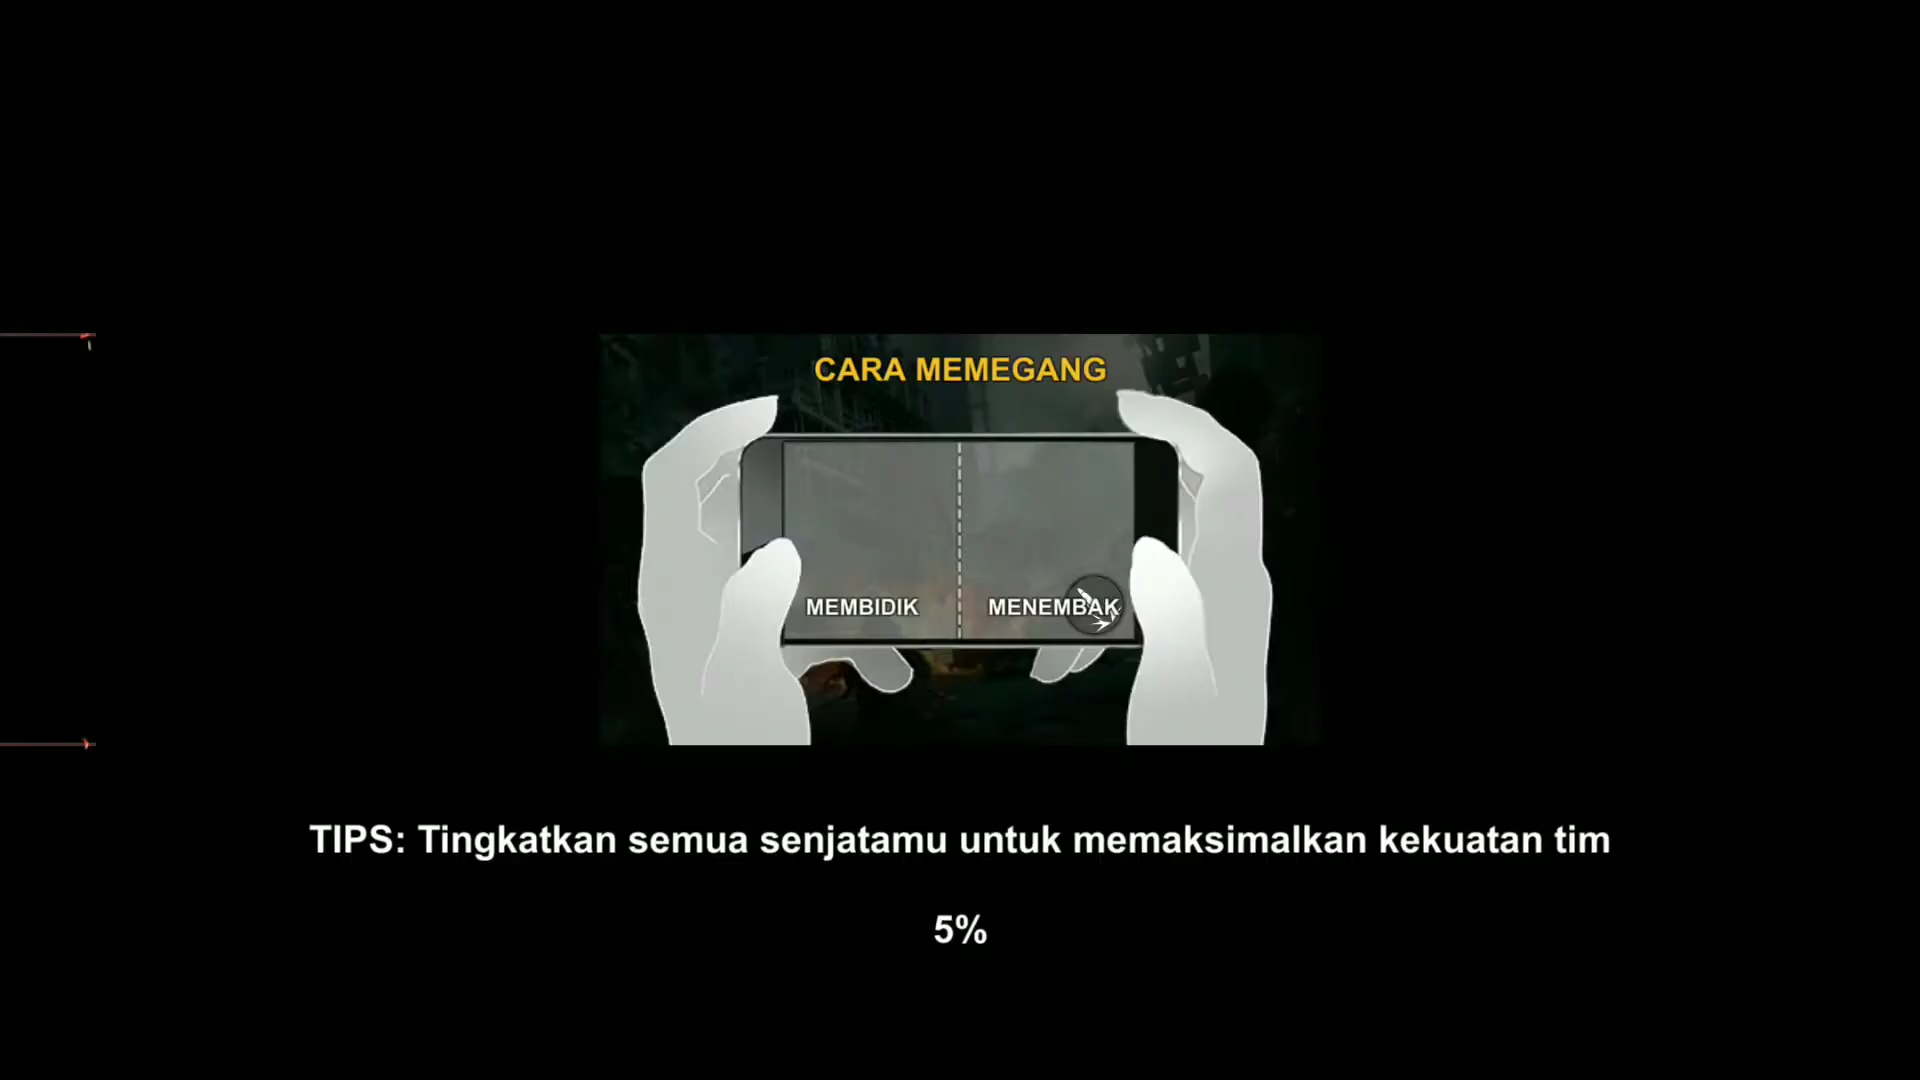 CARA MEMEGANG
MEMBIDIK
MENEMBAK
TIPS: Tingkatkan semua senjatamu untuk memaksimalkan kekuatan tim
5%